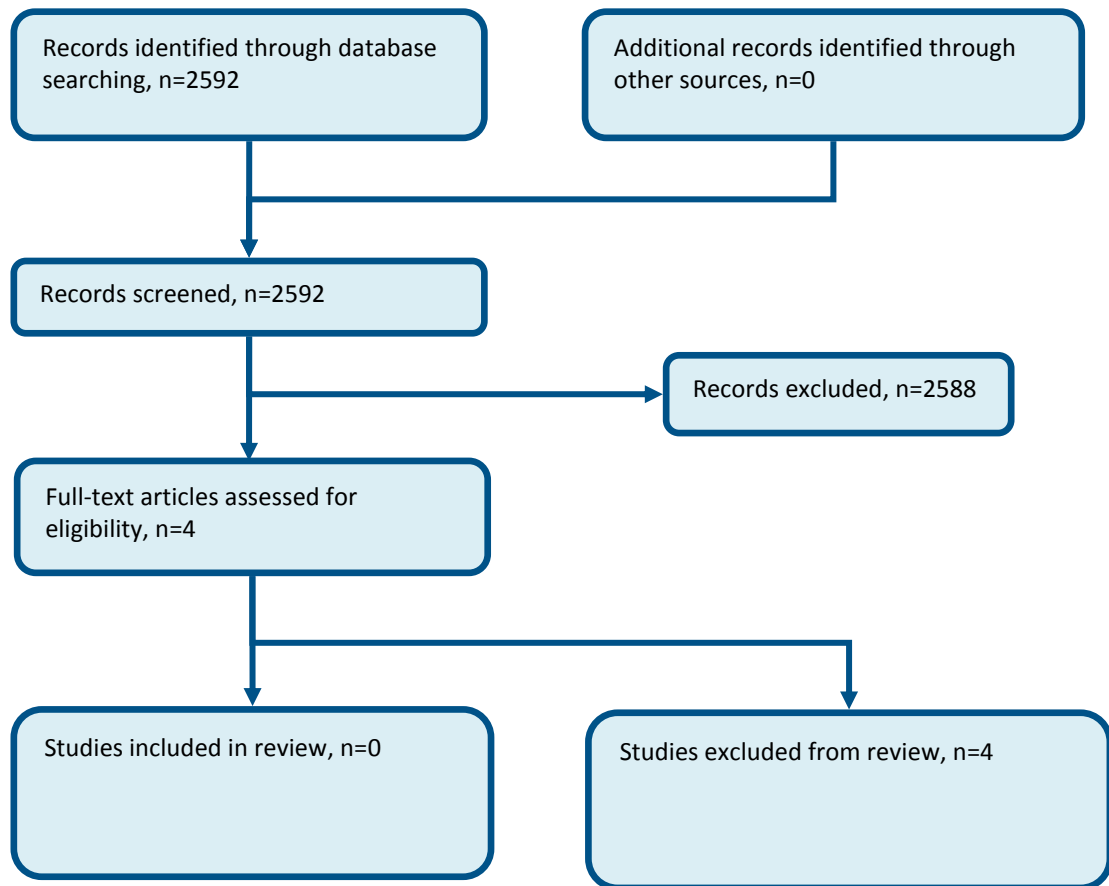 Records identified through database
searching, n=2592
Additional records identified through
other sources, n=0
Records screened, n=2592
Records excluded, n=2588
Full-text articles assessed for
eligibility, n=4
Studies included in review, n=0
Studies excluded from review, n=4